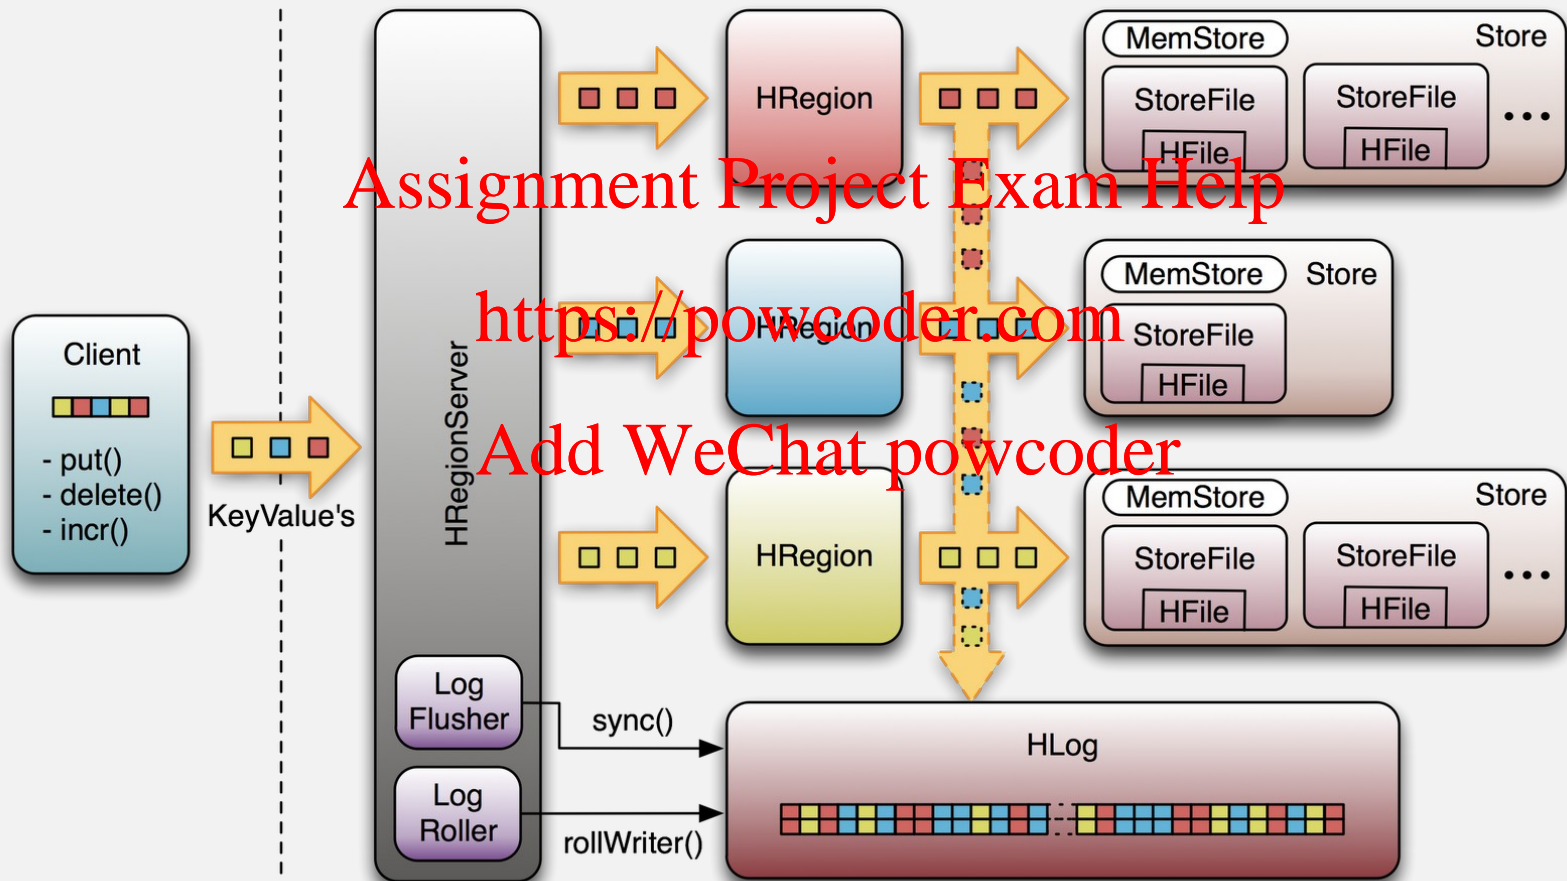 Client
- put()
- delete()
- incr()
KeyValue's
HRegionServer
Log
Flusher
Log
Roller
sync()
rollWriter()
HRegion
MemStore
Store
StoreFile
HFile
StoreFile
HFile
...
Assignment Project Exam Help
HRegion
MemStore
Store
StoreFile
HFile
https://powcoder.com
Add WeChat powcoder
HRegion
MemStore
Store
StoreFile
HFile
StoreFile
HFile
...
HLog